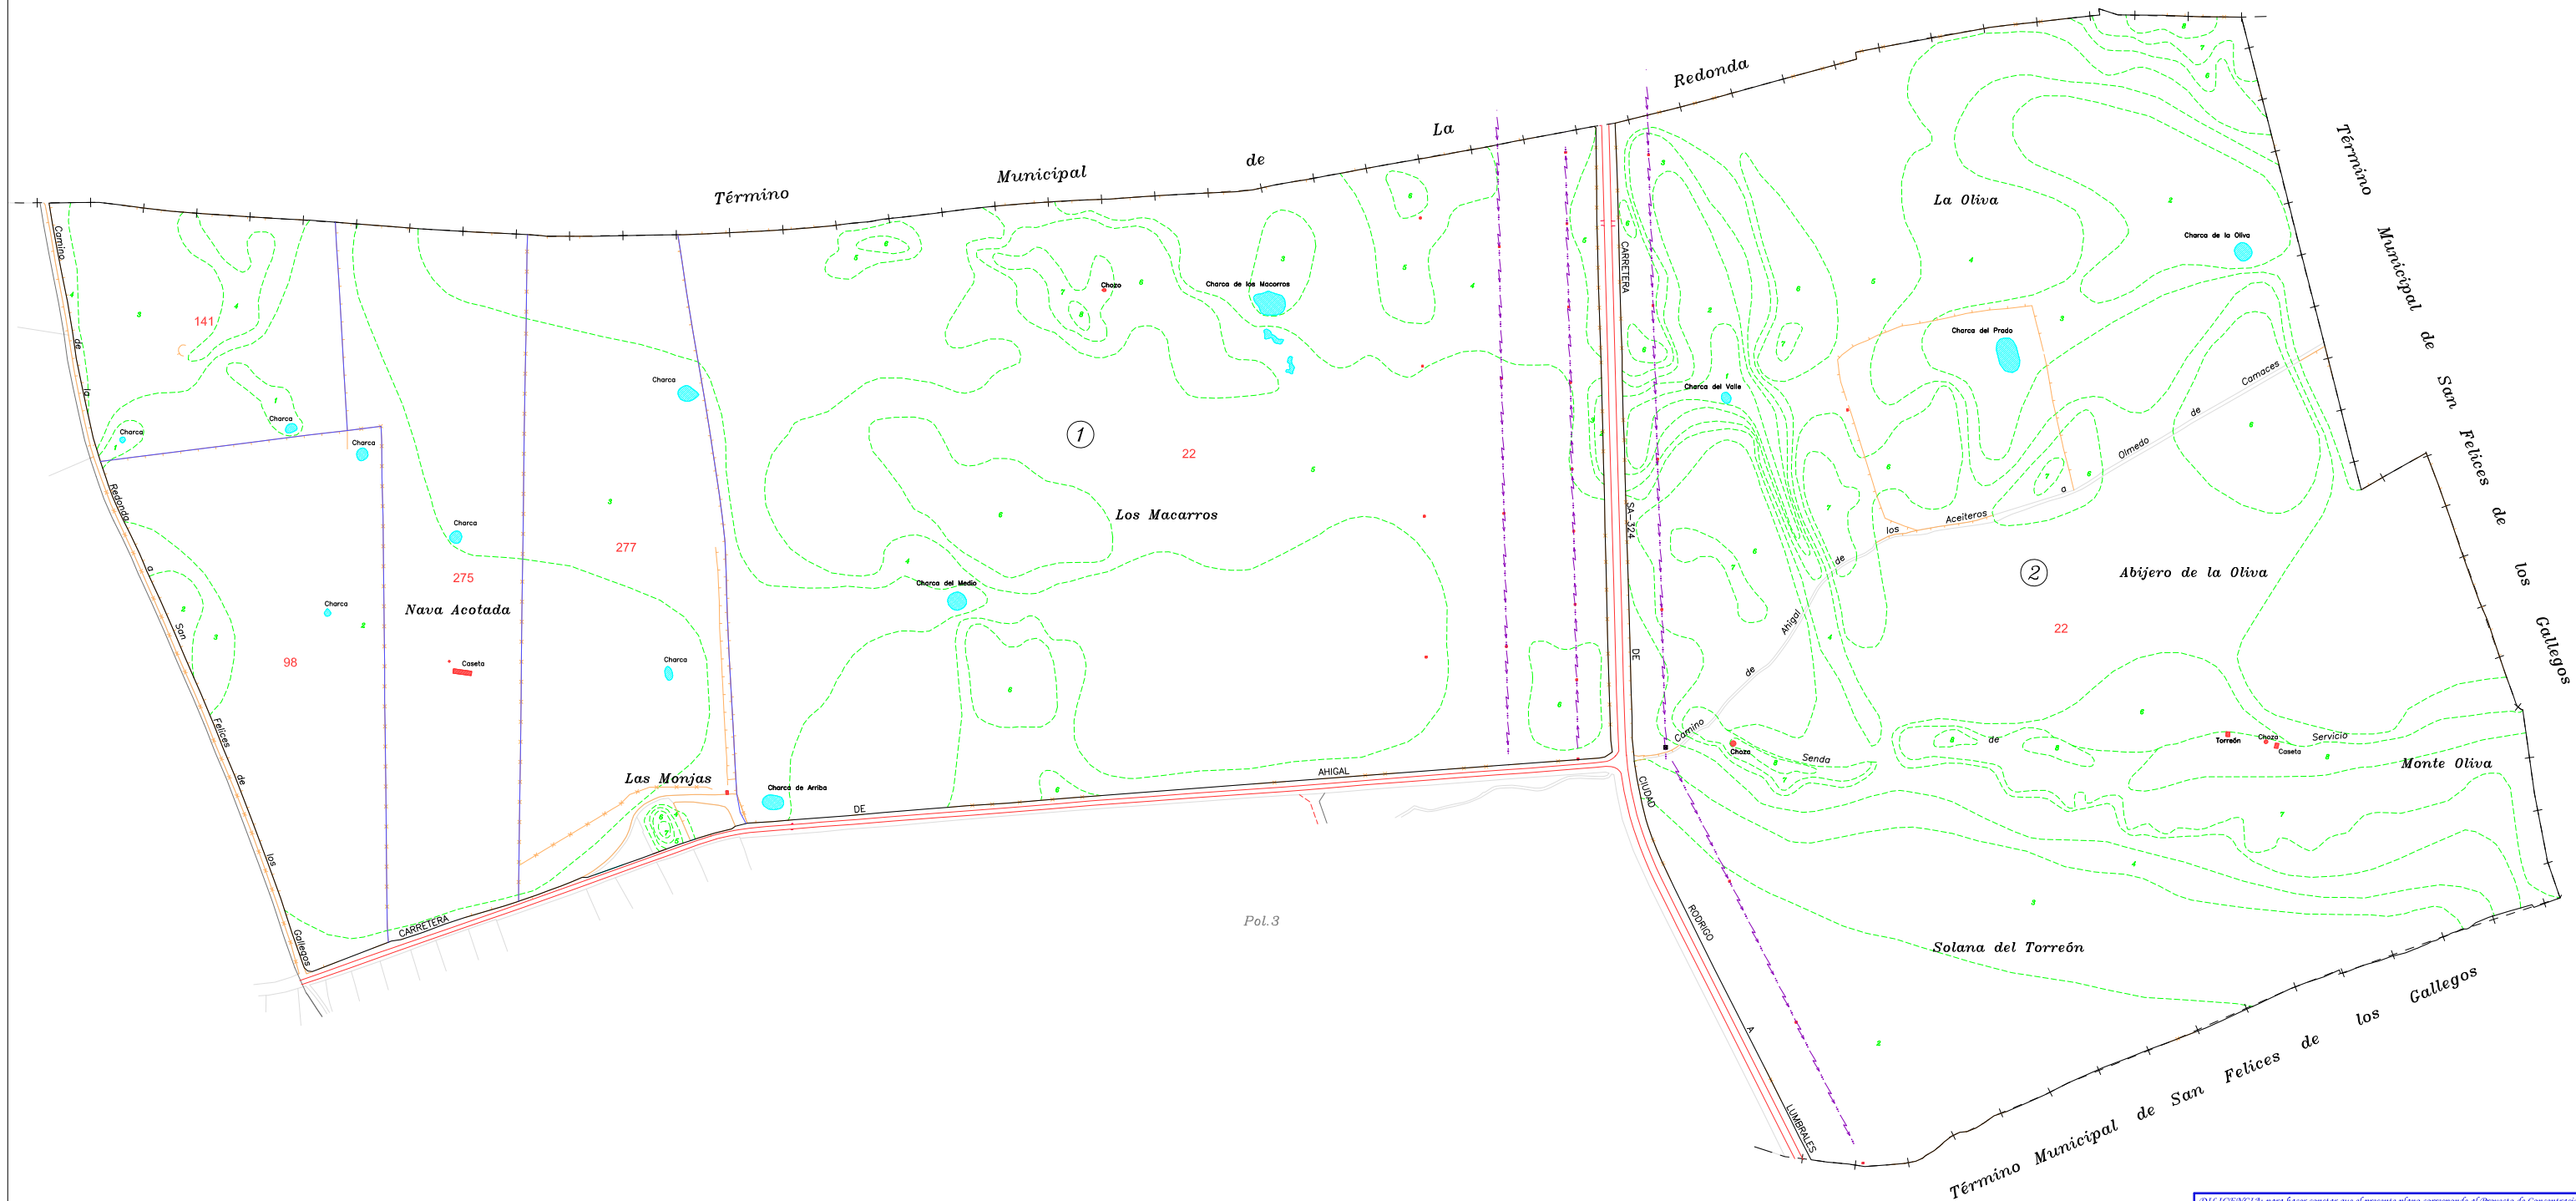 Término Municipal de La Redonda
Término Municipal de San Felices de los Gallegos
Término Municipal de San Felices de los Gallegos
Camino de la Redonda a San Felices de los Gallegos
141
Charca
Charca
Charca
Charca
Charca
Charca
Charca
98
275
277
Nava Acotada
Caseta
Las Monjas
Charca de Arriba
Charca del Medio
Los Macarros
1
22
Chozo
Charca de los Macorros
CARRETERA DE AHIGAL
Pol.3
CARRETERA SA-324 DE CIUDAD RODRIGO A LUMBRALES
La Oliva
Charca de la Oliva
Charca del Prado
Charca del Valle
Camino de Ahigal de los Aceiteros a Olmedo de Camaces
2
Abijero de la Oliva
22
Choza
Senda de Servicio
Torreón
Choza
Caseta
Monte Oliva
Solana del Torreón